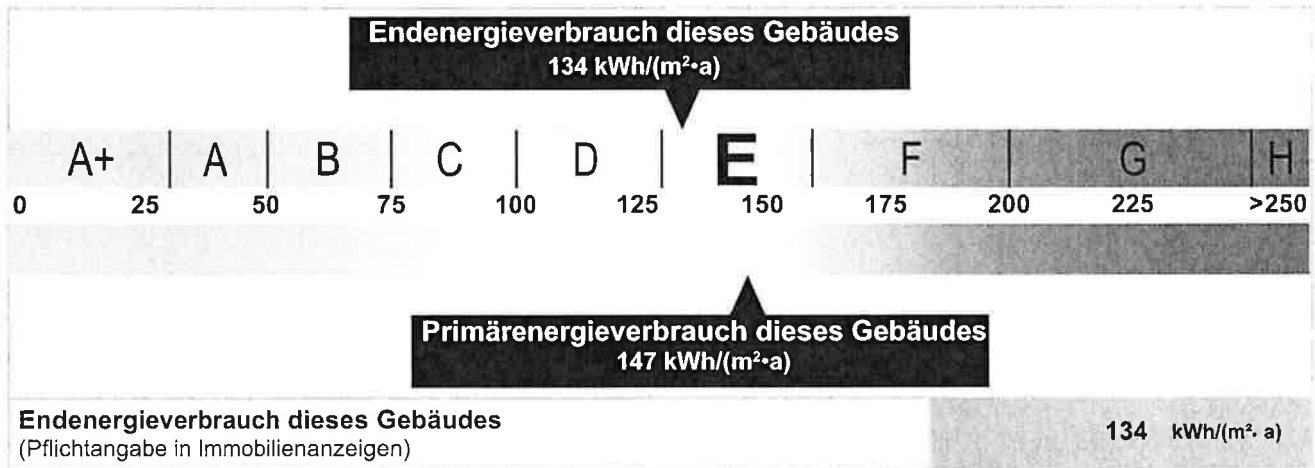 Endenergieverbrauch dieses Gebäudes
134 kWh/(m²•a)
A+ A B C D E F G H
0 25 50 75 100 125 150 175 200 225 >250
Primärenergieverbrauch dieses Gebäudes
147 kWh/(m²•a)
Endenergieverbrauch dieses Gebäudes
(Pflichtangabe in Immobilienanzeigen)
134 kWh/(m²· a)